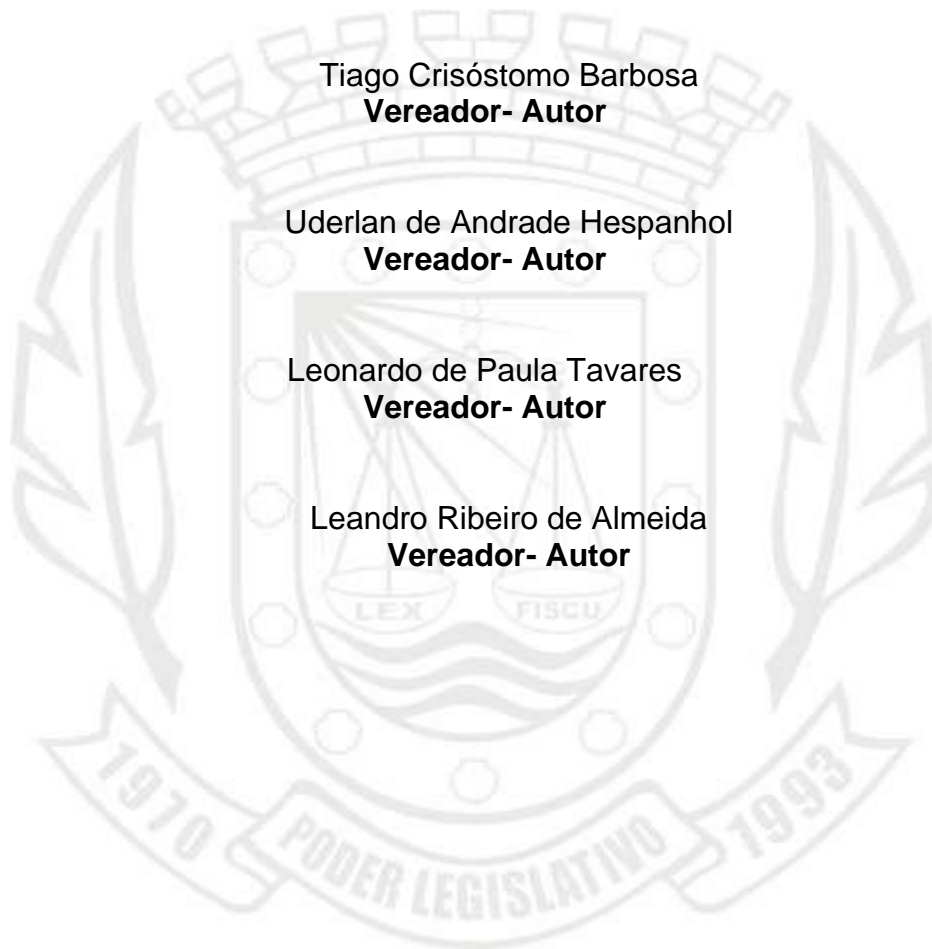 Tiago Crisóstomo Barbosa
Vereador- Autor
Uderlan de Andrade Hespanhol
Vereador- Autor
Leonardo de Paula Tavares
Vereador- Autor
Leandro Ribeiro de Almeida
Vereador- Autor
LEX FISCU
1970 PODER LEGISLATIVO 1993